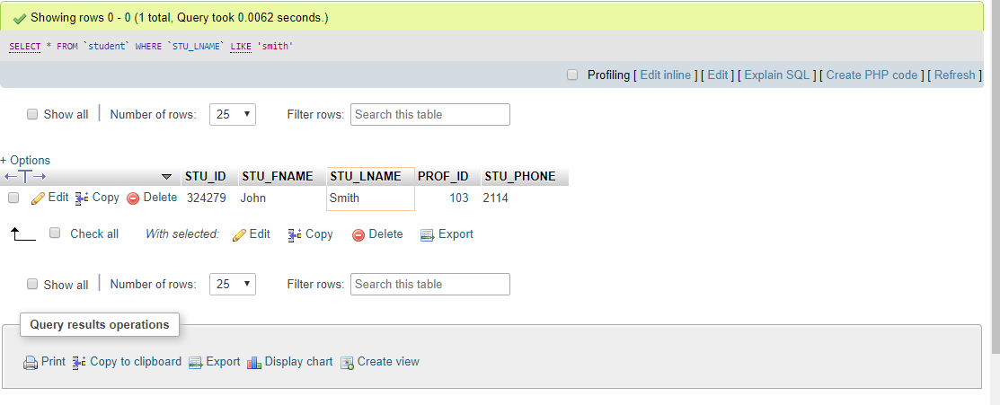 Showing rows 0 - 0 (1 total, Query took 0.0062 seconds.)
SELECT * FROM `student` WHERE `STU_LNAME` LIKE 'smith'
Profiling [ Edit inline ] [ Edit ] [ Explain SQL ] [ Create PHP code ] [ Refresh ]
Show all Number of rows: 25 Filter rows: Search this table
+ Options
STU_ID STU_FNAME STU_LNAME PROF_ID STU_PHONE
Edit Copy Delete 324279 John Smith 103 2114
Check all With selected: Edit Copy Delete Export
Show all Number of rows: 25 Filter rows: Search this table
Query results operations
Print Copy to clipboard Export Display chart Create view